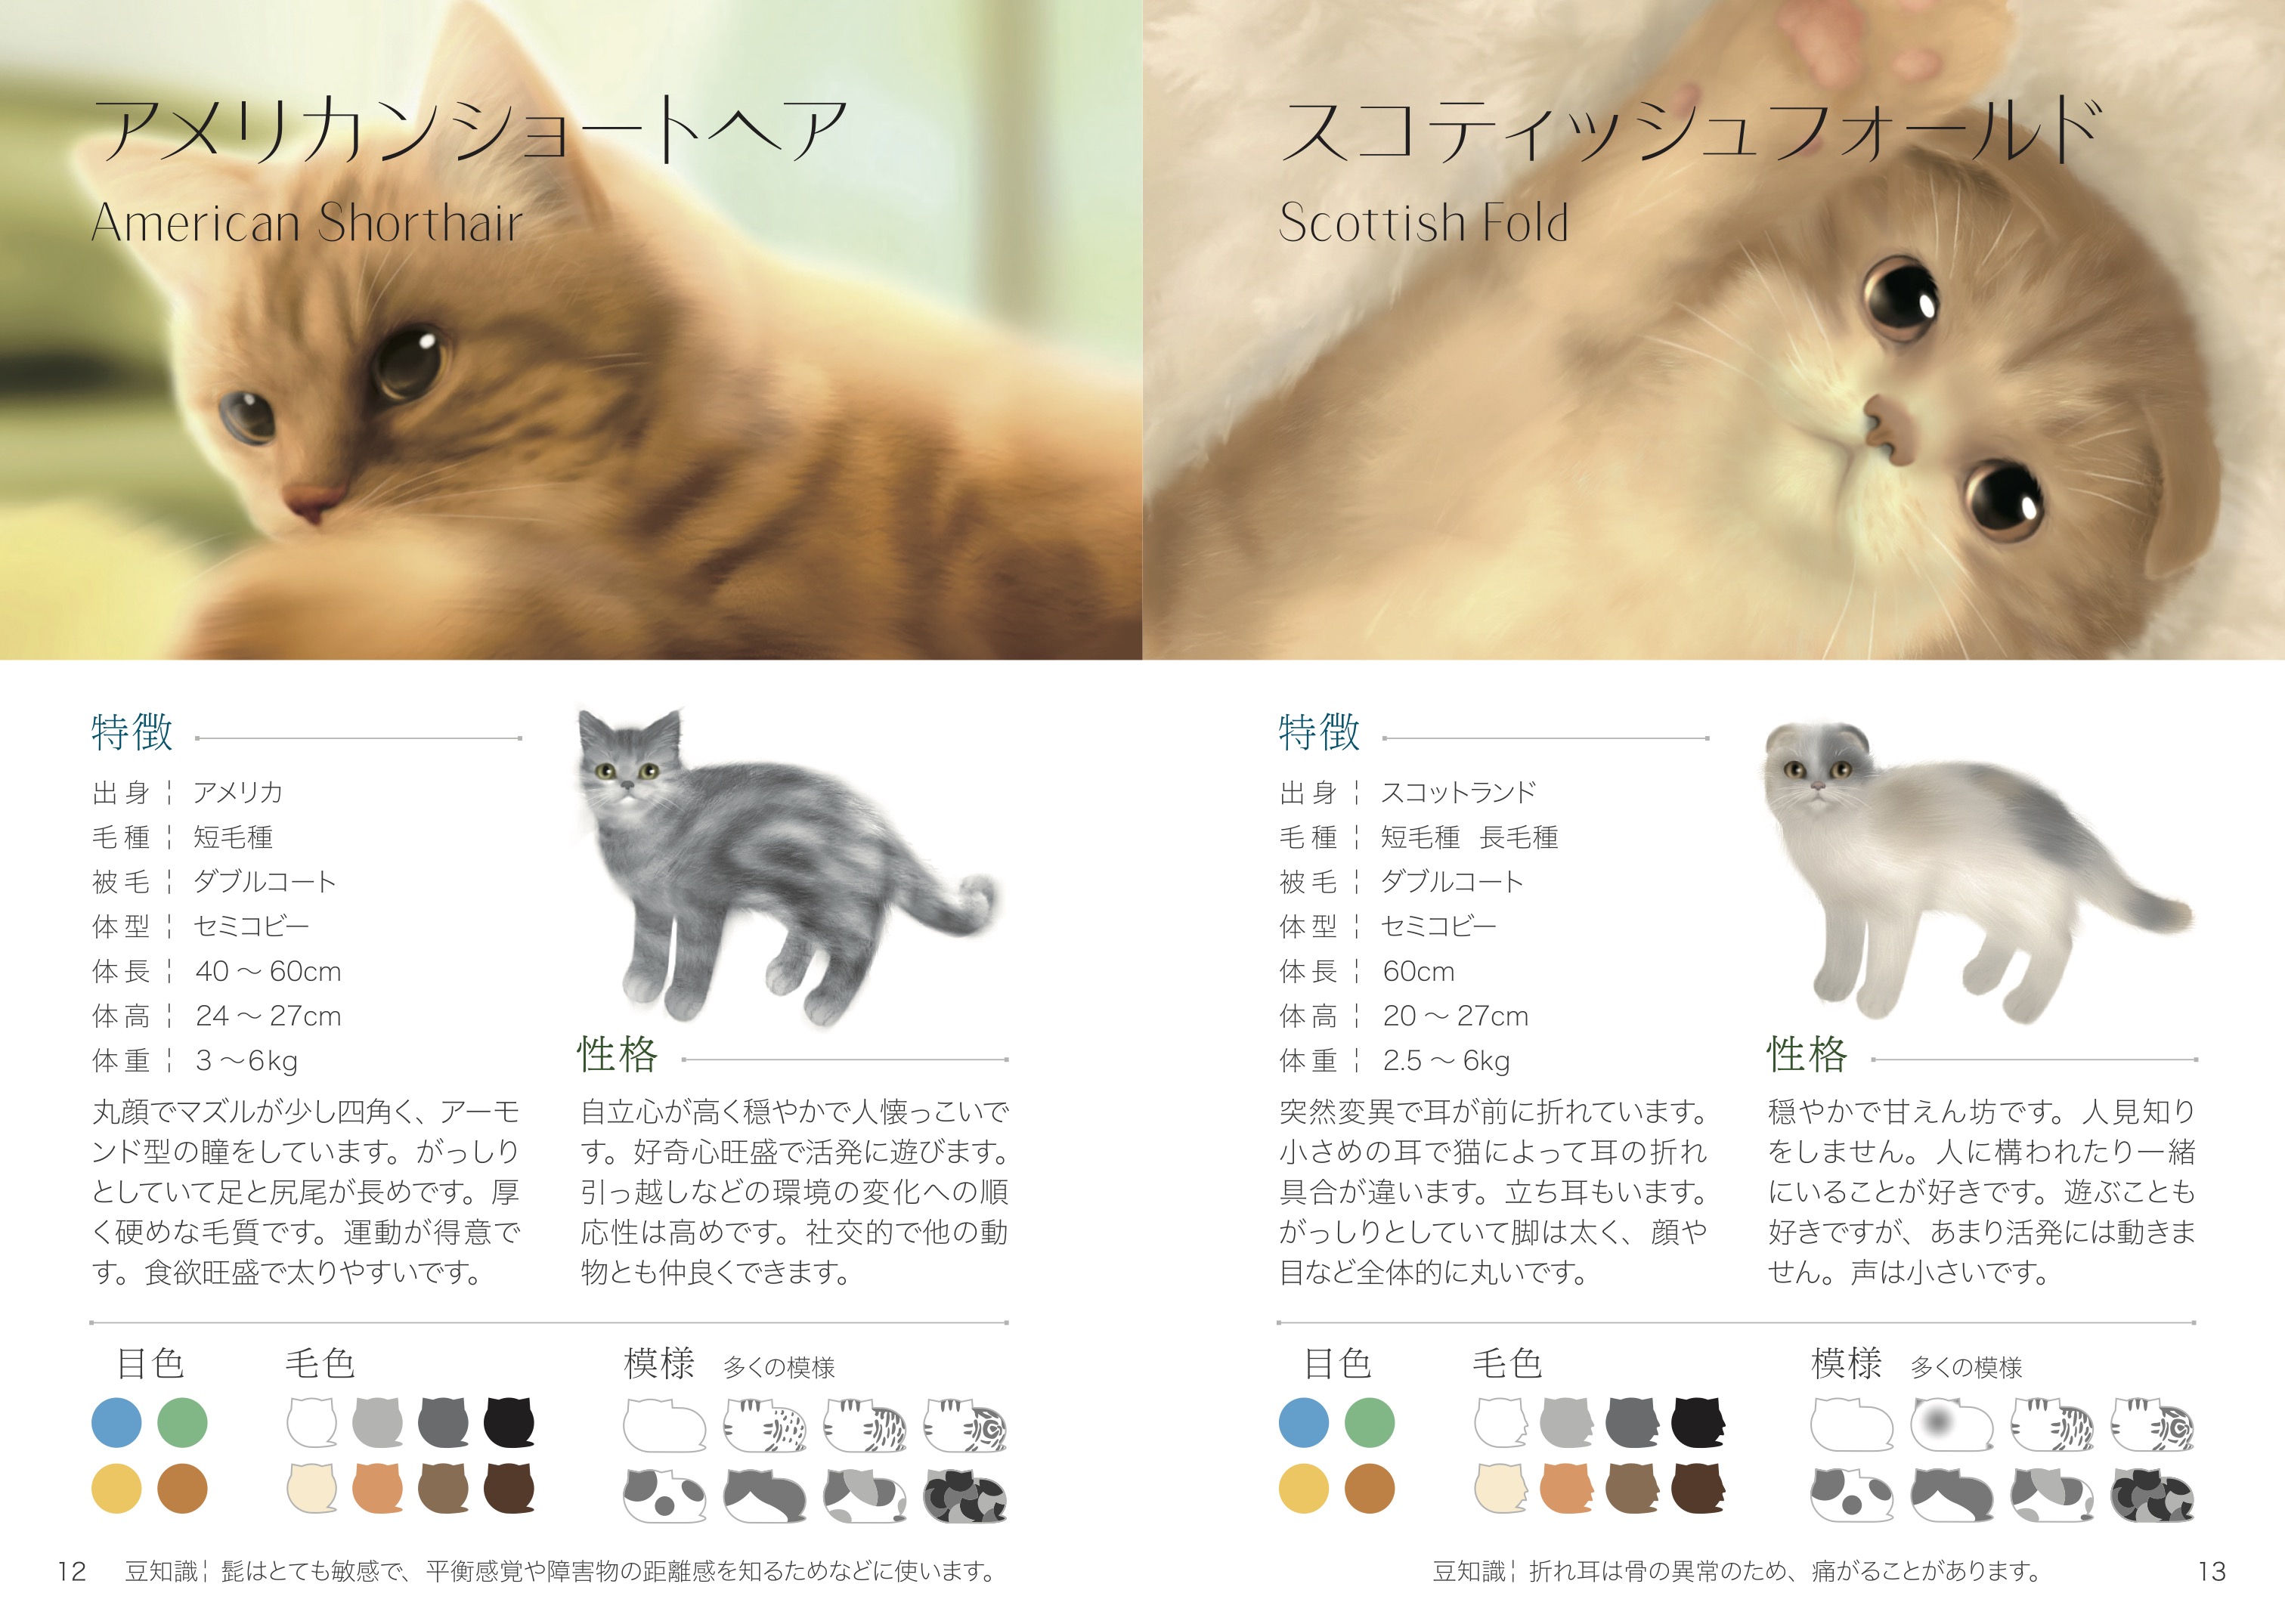 アメリカンショートヘア
American Shorthair
特徴
出身 ¦ アメリカ
毛種 ¦ 短毛種
被毛 ¦ ダブルコート
体型 ¦ セミコビー
体長 ¦ 40 〜 60cm
体高 ¦ 24 〜 27cm
体重 ¦ 3 〜6kg
丸顔でマズルが少し四角く、アーモ
ンド型の瞳をしています。がっしり
としていて足と尻尾が長めです。厚
く硬めな毛質です。運動が得意で
す。食欲旺盛で太りやすいです。
性格
自立心が高く穏やかで人懐っこいで
す。好奇心旺盛で活発に遊びます。
引っ越しなどの環境の変化への順
応性は高めです。社交的で他の動
物とも仲良くできます。
目色
毛色
模様 多くの模様
12 豆知識¦ 髭はとても敏感で、平衡感覚や障害物の距離感を知るためなどに使います。
スコティッシュフォールド
Scottish Fold
特徴
出身 ¦ スコットランド
毛種 ¦ 短毛種 長毛種
被毛 ¦ ダブルコート
体型 ¦ セミコビー
体長 ¦ 60cm
体高 ¦ 20 〜 27cm
体重 ¦ 2.5 〜 6kg
突然変異で耳が前に折れています。
小さめの耳で猫によって耳の折れ
具合が違います。立ち耳もいます。
がっしりとしていて脚は太く、顔や
目など全体的に丸いです。
性格
穏やかで甘えん坊です。人見知り
をしません。人に構われたり一緒
にいることが好きです。遊ぶことも
好きですが、あまり活発には動きま
せん。声は小さいです。
目色
毛色
模様 多くの模様
豆知識¦ 折れ耳は骨の異常のため、痛がることがあります。 13